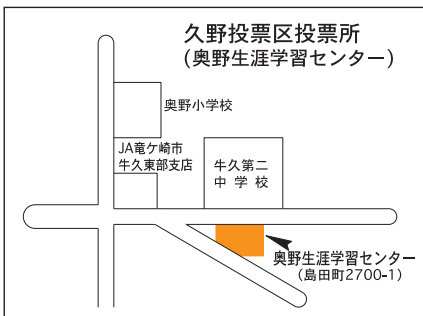 久野投票区投票所
(奥野生涯学習センター)
奥野小学校
JA竜ケ崎市
牛久東部支店
牛久第二
中学校
奥野生涯学習センター
(島田町2700-1)